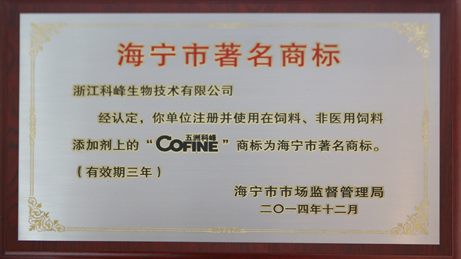 海宁市著名商标
浙江科峰生物技术有限公司
经认定，你单位注册并使用在饲料、非医用饲料
添加剂上的“五洲科峰 COFINE”商标为海宁市著名商标。
（有效期三年）
海宁市市场监督管理局
二〇一四年十二月